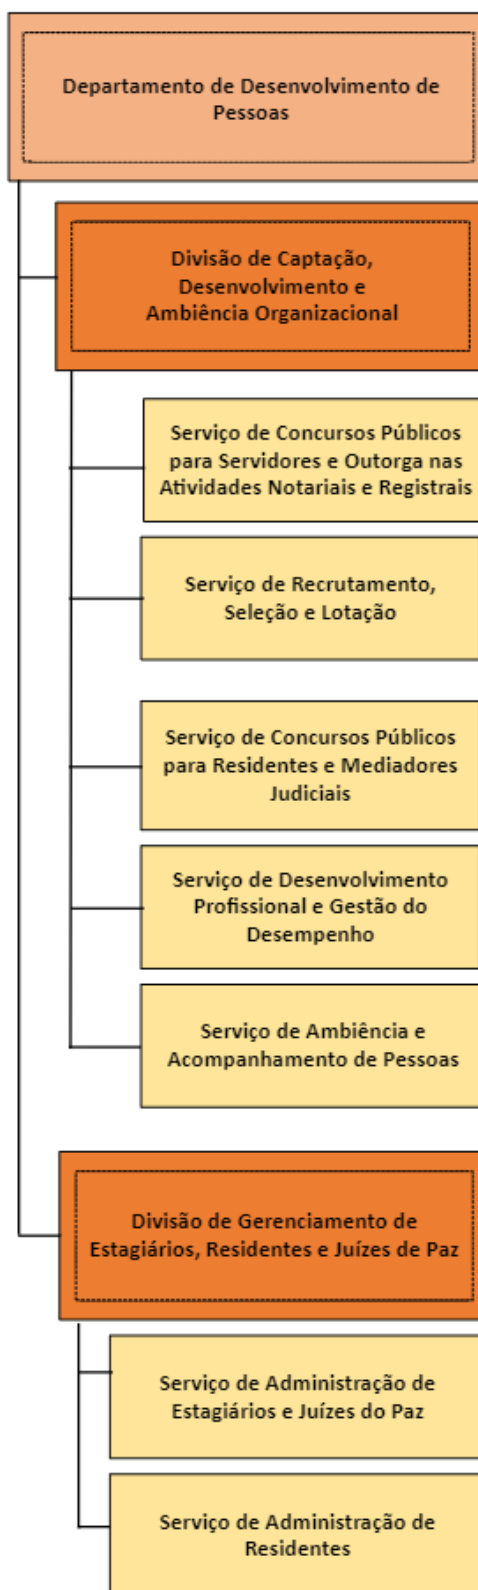 Departamento de Desenvolvimento de
Pessoas
Divisão de Captação,
Desenvolvimento e
Ambiência Organizacional
Serviço de Concursos Públicos
para Servidores e Outorga nas
Atividades Notariais e Registrais
Serviço de Recrutamento,
Seleção e Lotação
Serviço de Concursos Públicos
para Residentes e Mediadores
Judiciais
Serviço de Desenvolvimento
Profissional e Gestão do
Desempenho
Serviço de Ambiência e
Acompanhamento de Pessoas
Divisão de Gerenciamento de
Estagiários, Residentes e Juízes de Paz
Serviço de Administração de
Estagiários e Juízes do Paz
Serviço de Administração de
Residentes